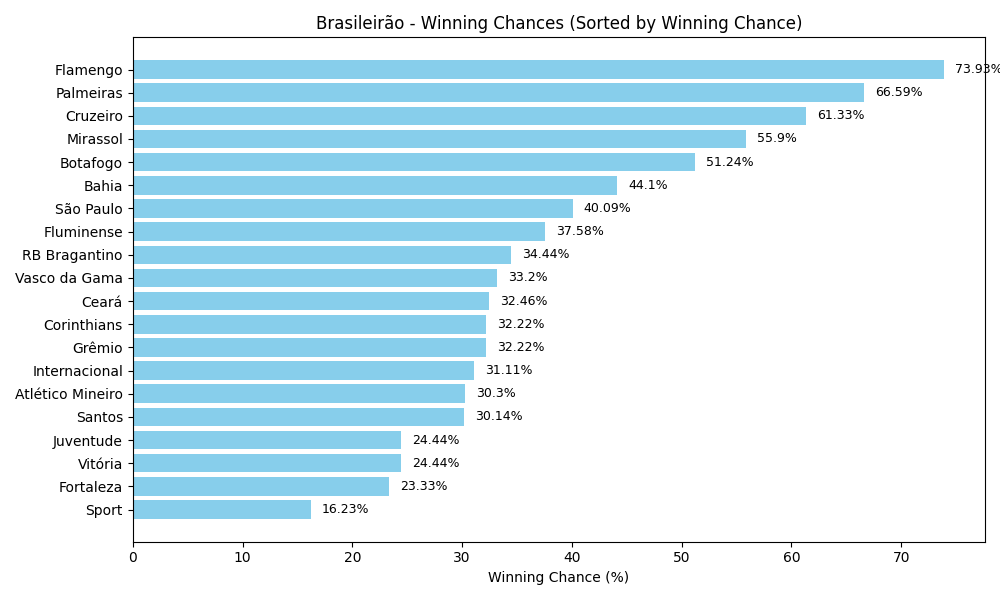 Brasileirão - Winning Chances (Sorted by Winning Chance)
Flamengo 73.93%
Palmeiras 66.59%
Cruzeiro 61.33%
Mirassol 55.9%
Botafogo 51.24%
Bahia 44.1%
São Paulo 40.09%
Fluminense 37.58%
RB Bragantino 34.44%
Vasco da Gama 33.2%
Ceará 32.46%
Corinthians 32.22%
Grêmio 32.22%
Internacional 31.11%
Atlético Mineiro 30.3%
Santos 30.14%
Juventude 24.44%
Vitória 24.44%
Fortaleza 23.33%
Sport 16.23%
0 10 20 30 40 50 60 70
Winning Chance (%)